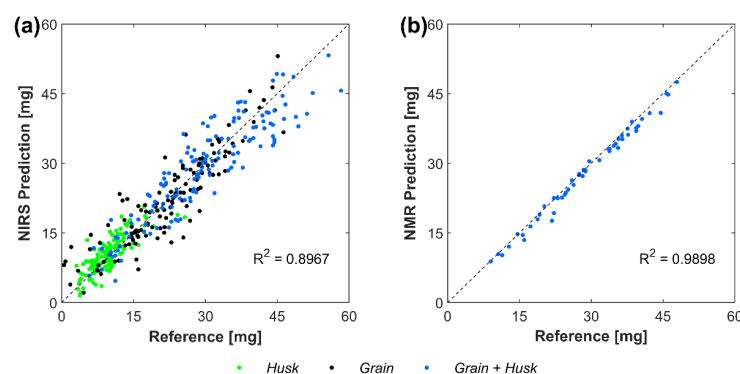 (a)
60
45
30
15
0
NIRS Prediction [mg]
R² = 0.8967
0 15 30 45 60
Reference [mg]
(b)
60
45
30
15
0
NMR Prediction [mg]
R² = 0.9898
0 15 30 45 60
Reference [mg]
Husk Grain Grain + Husk